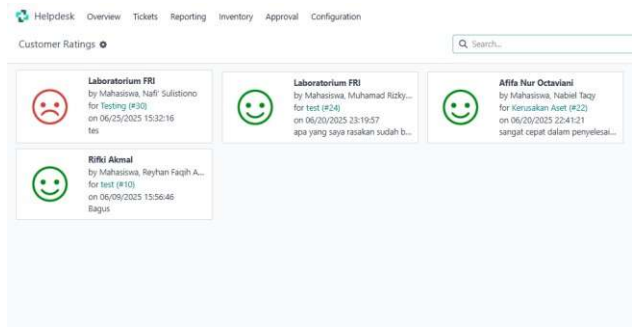 Helpdesk Overview Tickets Reporting Inventory Approval Configuration
Customer Ratings
Search...
Laboratorium FRI
by Mahasiswa, Nafi' Sulistiono
for Testing (#30)
on 06/25/2025 15:32:16
tes
Laboratorium FRI
by Mahasiswa, Muhamad Rizky...
for test (#24)
on 06/20/2025 23:19:57
apa yang saya rasakan sudah b...
Afifa Nur Octaviani
by Mahasiswa, Nabiel Taqy
for Kerusakan Aset (#22)
on 06/20/2025 22:41:21
sangat cepat dalam penyelesai...
Rifki Akmal
by Mahasiswa, Reyhan Faqih A...
for test (#10)
on 06/09/2025 15:56:46
Bagus